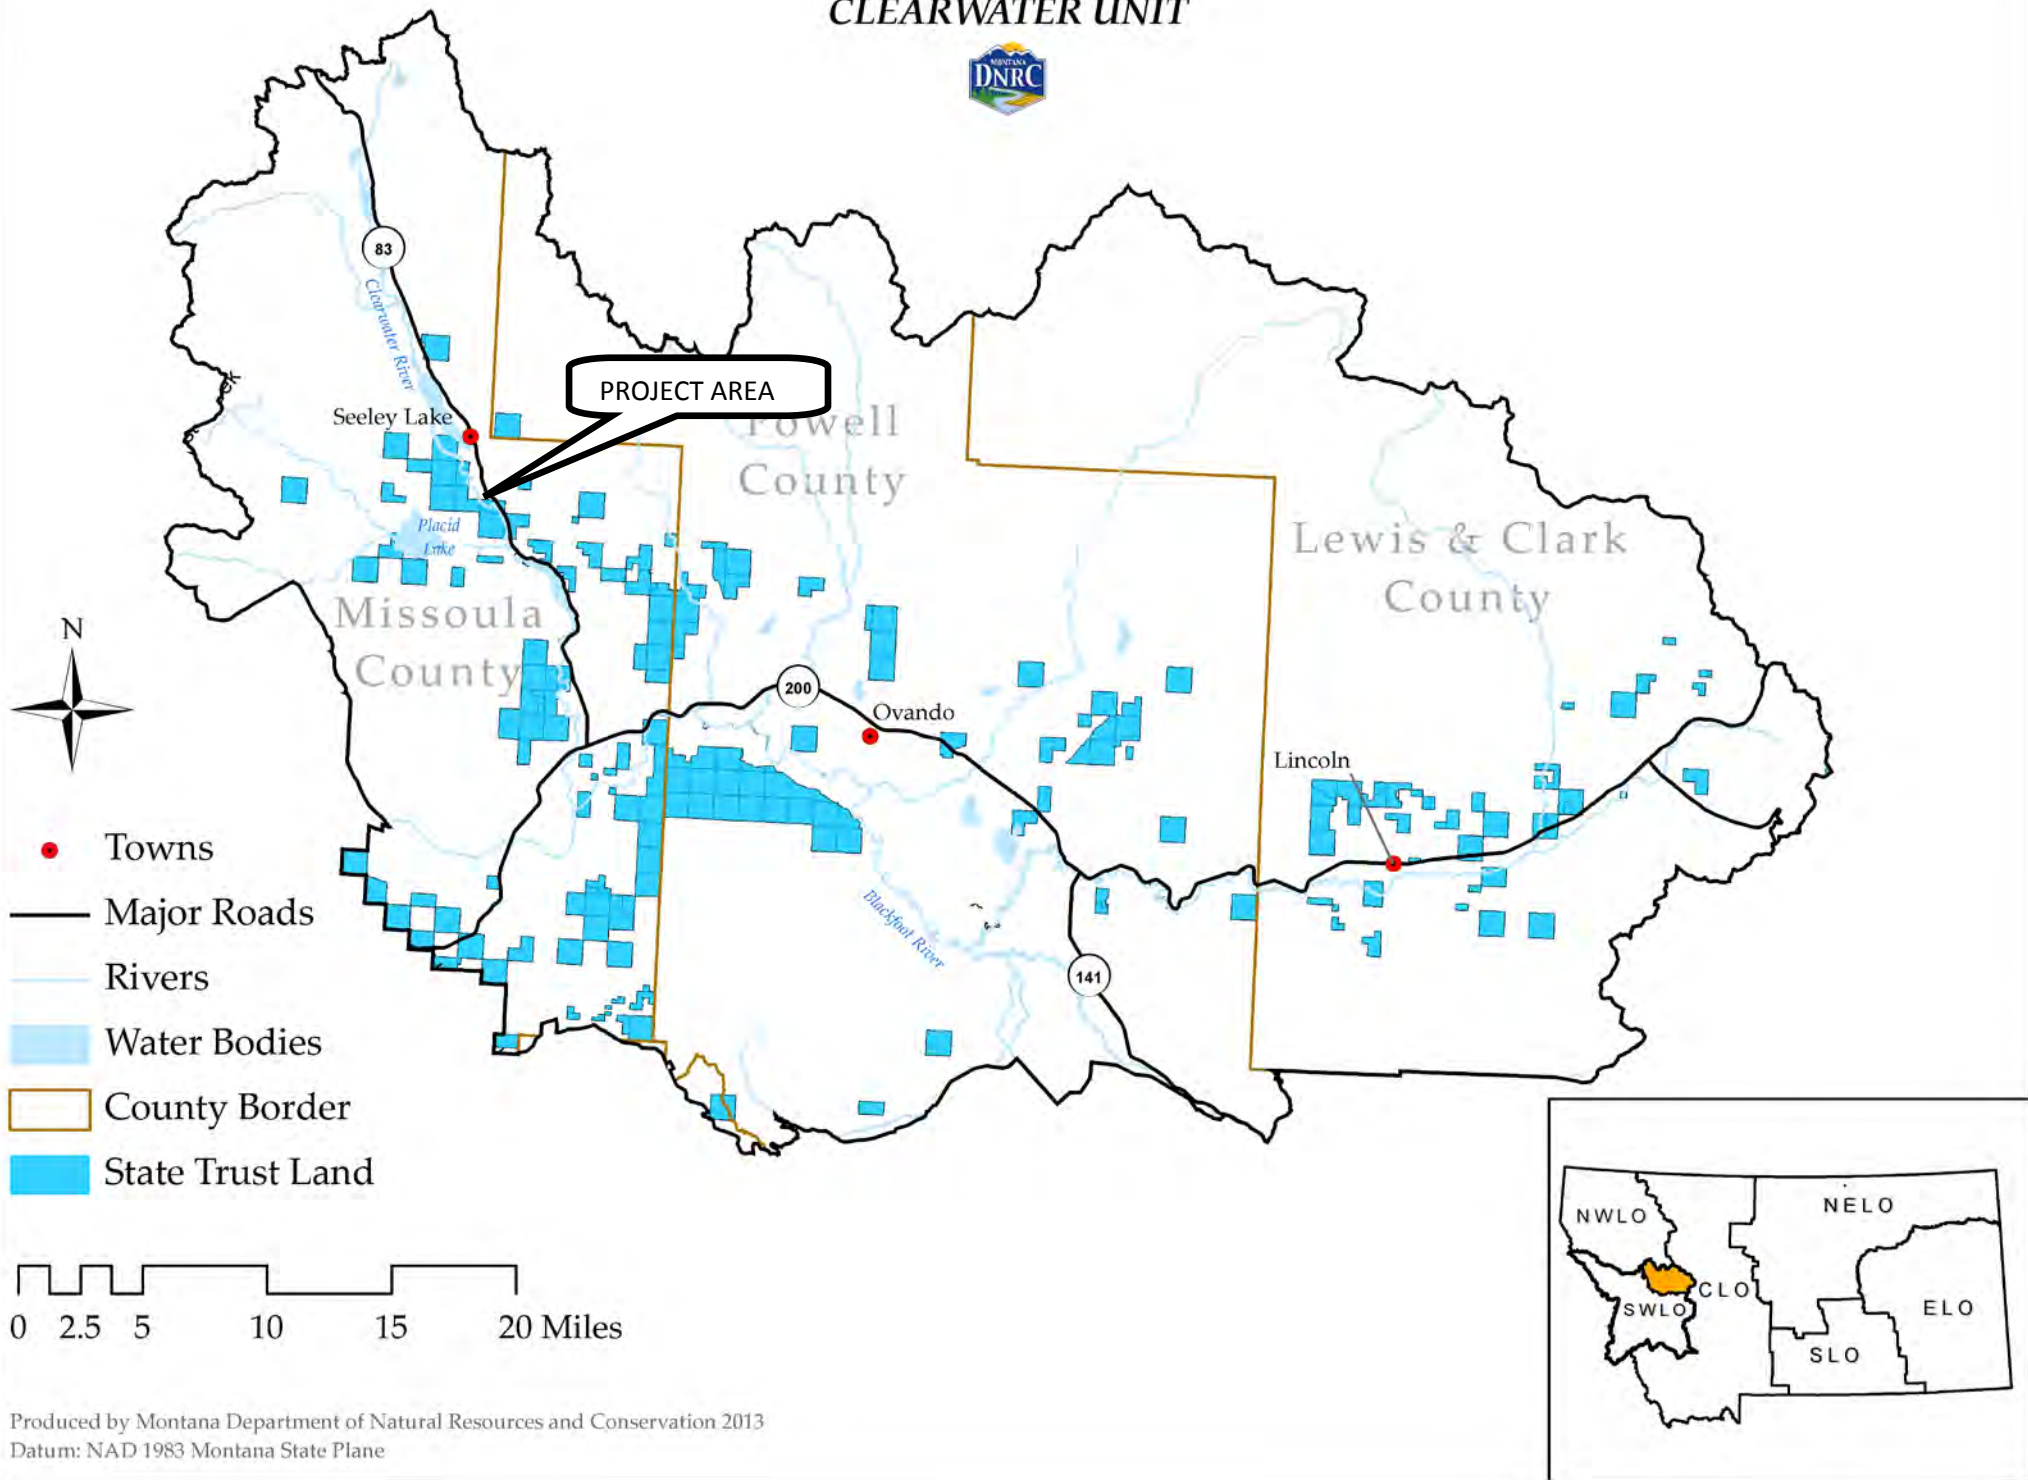 CLEARWATER UNIT
MONTANA
DNRC
83
Clearwater River
PROJECT AREA
Seeley Lake
Powell
County
Placid
Lake
Lewis & Clark
County
Missoula
County
N
200
Ovando
Lincoln
Blackfoot River
141
Towns
Major Roads
Rivers
Water Bodies
County Border
State Trust Land
0 2.5 5 10 15 20 Miles
NWLO
NELO
CLO
SWLO
ELO
SLO
Produced by Montana Department of Natural Resources and Conservation 2013
Datum: NAD 1983 Montana State Plane